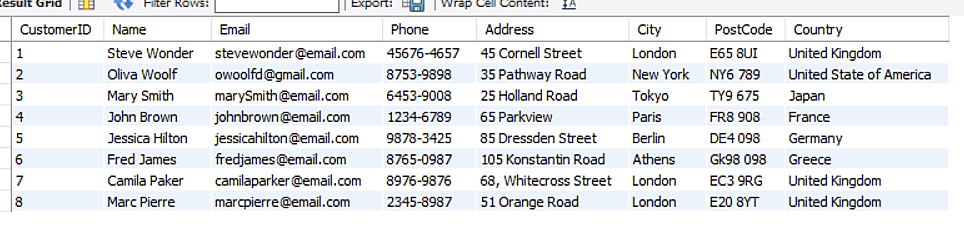 Result Grid Filter Rows: Export: Wrap Cell Content: IA
CustomerID Name Email Phone Address City PostCode Country
1 Steve Wonder stevewonder@email.com 45676-4657 45 Cornell Street London E65 8UI United Kingdom
2 Oliva Woolf owoolfd@gmail.com 8753-9898 35 Pathway Road New York NY6 789 United State of America
3 Mary Smith marySmith@email.com 6453-9008 25 Holland Road Tokyo TY9 675 Japan
4 John Brown johnbrown@email.com 1234-6789 65 Parkview Paris FR8 908 France
5 Jessica Hilton jessicahilton@email.com 9878-3425 85 Dressden Street Berlin DE4 098 Germany
6 Fred James fredjames@email.com 8765-0987 105 Konstantin Road Athens Gk98 098 Greece
7 Camila Paker camilaparker@email.com 8976-9876 68, Whitecross Street London EC3 9RG United Kingdom
8 Marc Pierre marcpierre@email.com 2345-8987 51 Orange Road London E20 8YT United Kingdom